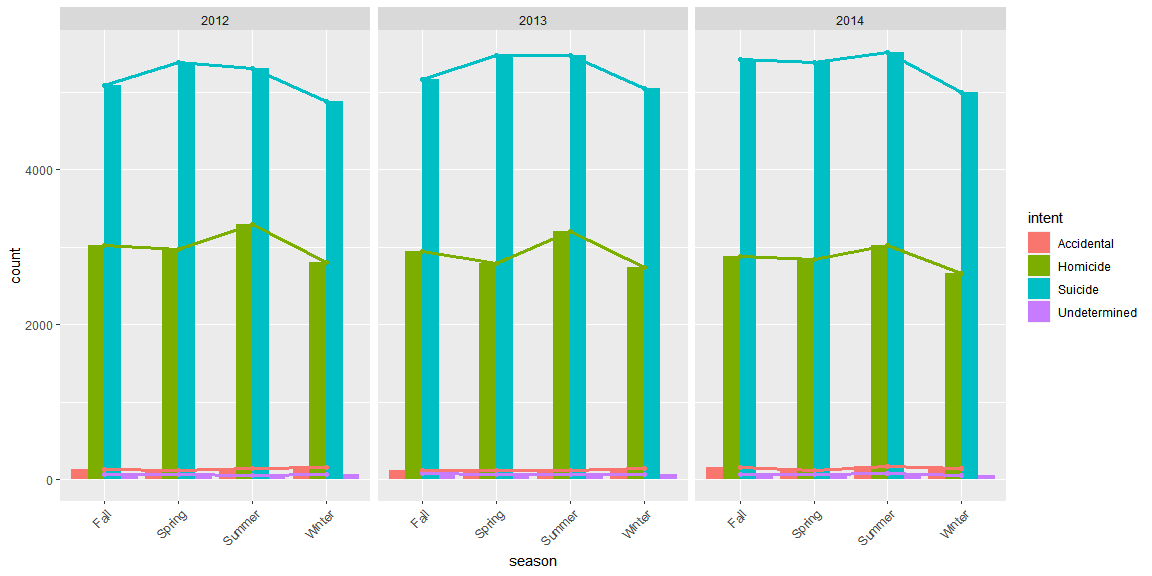 2012
2013
2014
count
4000
2000
0
Fall
Spring
Summer
Winter
Fall
Spring
Summer
Winter
Fall
Spring
Summer
Winter
season
intent
Accidental
Homicide
Suicide
Undetermined